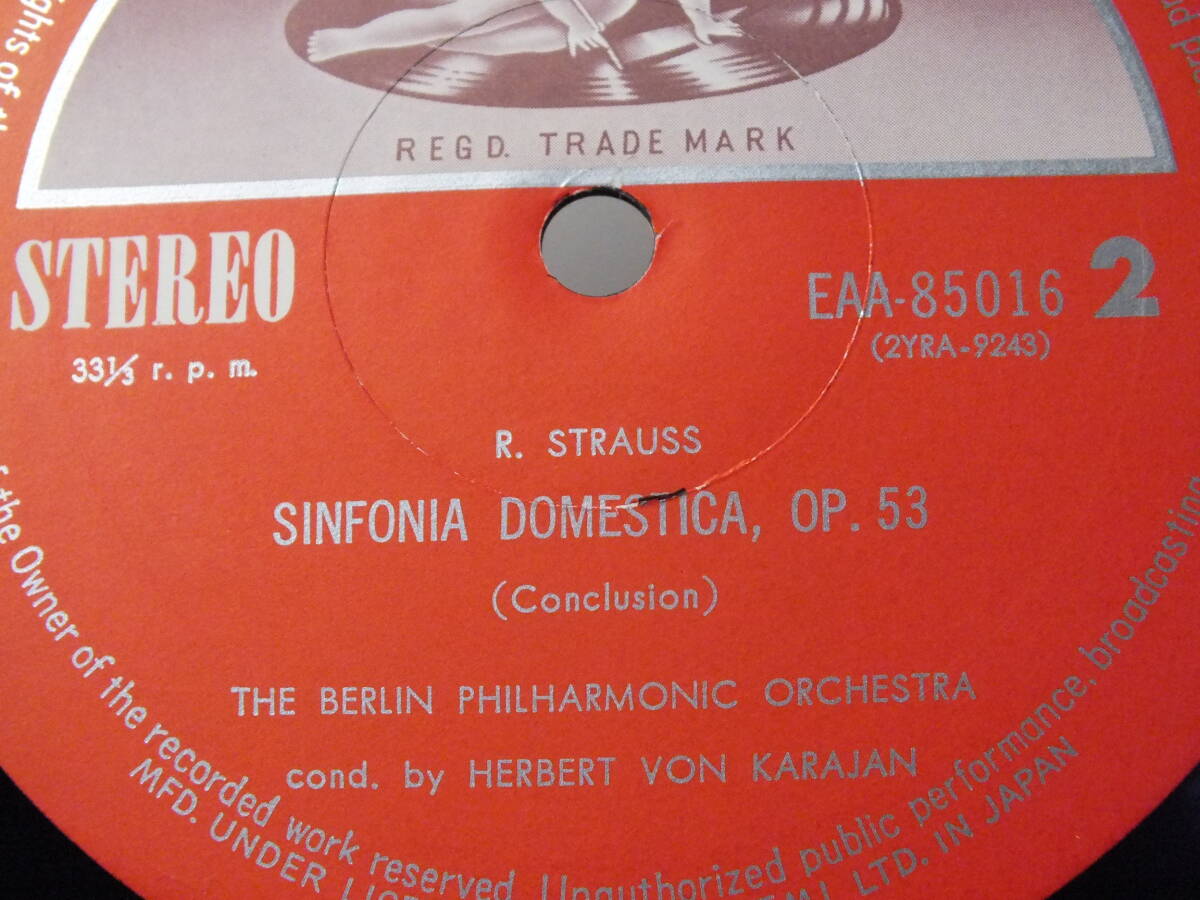 REGD. TRADE MARK
STEREO
33⅓ r. p. m.
EAA-85016 2
(2YRA-9243)
R. STRAUSS
SINFONIA DOMESTICA, OP. 53
(Conclusion)
THE BERLIN PHILHARMONIC ORCHESTRA
cond. by HERBERT VON KARAJAN
the Owner of the recorded work reserved. Unauthorized public performance, broadcasting
MFD. UNDER EMI LTD. IN JAPAN